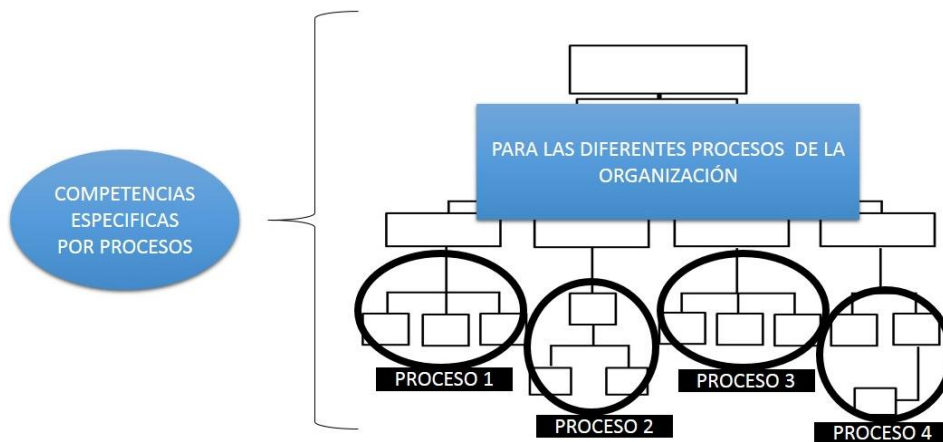 COMPETENCIAS
ESPECIFICAS
POR PROCESOS
PARA LAS DIFERENTES PROCESOS DE LA
ORGANIZACIÓN
PROCESO 1
PROCESO 2
PROCESO 3
PROCESO 4